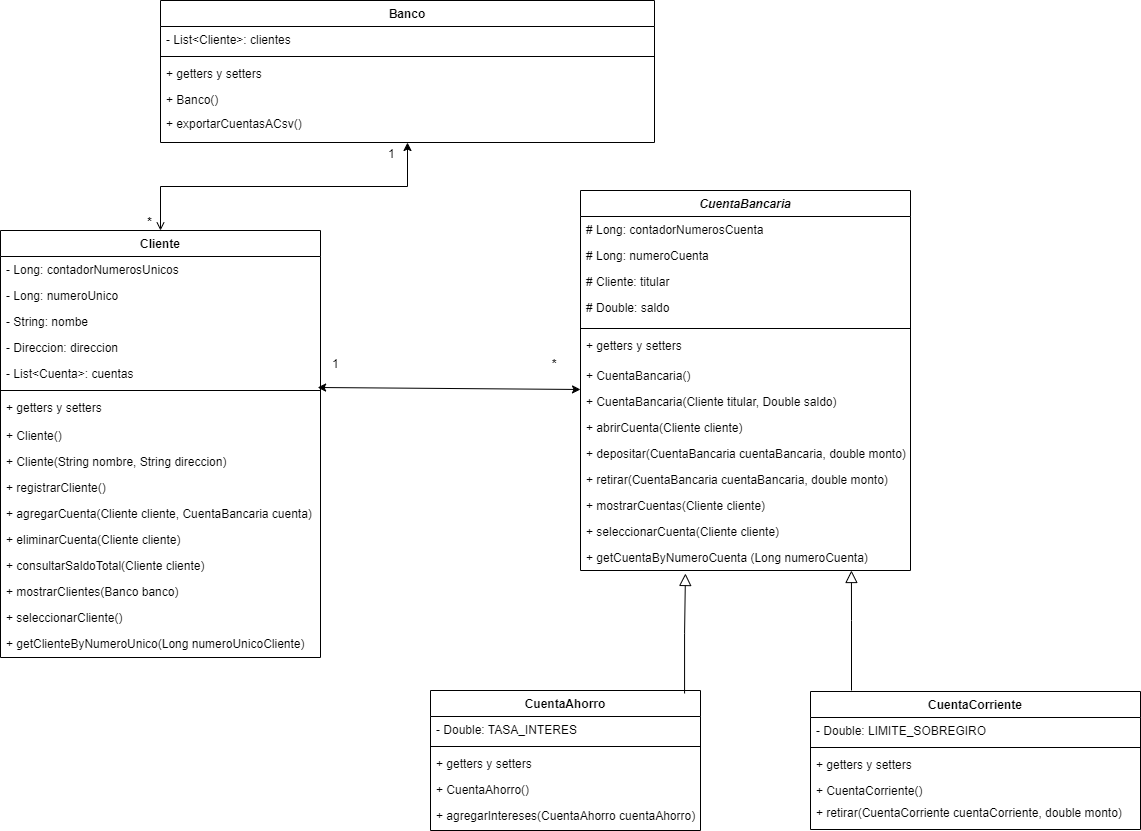 Banco
- List<Cliente>: clientes
+ getters y setters
+ Banco()
+ exportarCuentasACsv()
1
*
Cliente
- Long: contadorNumerosUnicos
- Long: numeroUnico
- String: nombe
- Direccion: direccion
- List<Cuenta>: cuentas
+ getters y setters
+ Cliente()
+ Cliente(String nombre, String direccion)
+ registrarCliente()
+ agregarCuenta(Cliente cliente, CuentaBancaria cuenta)
+ eliminarCuenta(Cliente cliente)
+ consultarSaldoTotal(Cliente cliente)
+ mostrarClientes(Banco banco)
+ seleccionarCliente()
+ getClienteByNumeroUnico(Long numeroUnicoCliente)
1
*
CuentaBancaria
# Long: contadorNumerosCuenta
# Long: numeroCuenta
# Cliente: titular
# Double: saldo
+ getters y setters
+ CuentaBancaria()
+ CuentaBancaria(Cliente titular, Double saldo)
+ abrirCuenta(Cliente cliente)
+ depositar(CuentaBancaria cuentaBancaria, double monto)
+ retirar(CuentaBancaria cuentaBancaria, double monto)
+ mostrarCuentas(Cliente cliente)
+ seleccionarCuenta(Cliente cliente)
+ getCuentaByNumeroCuenta (Long numeroCuenta)
CuentaAhorro
- Double: TASA_INTERES
+ getters y setters
+ CuentaAhorro()
+ agregarIntereses(CuentaAhorro cuentaAhorro)
CuentaCorriente
- Double: LIMITE_SOBREGIRO
+ getters y setters
+ CuentaCorriente()
+ retirar(CuentaCorriente cuentaCorriente, double monto)